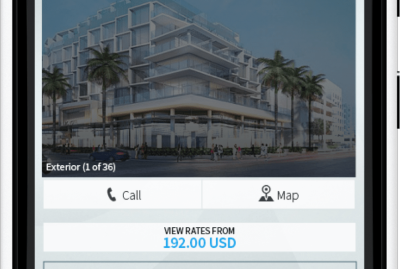 Exterior (1 of 36)
Call
Map
VIEW RATES FROM
192.00 USD